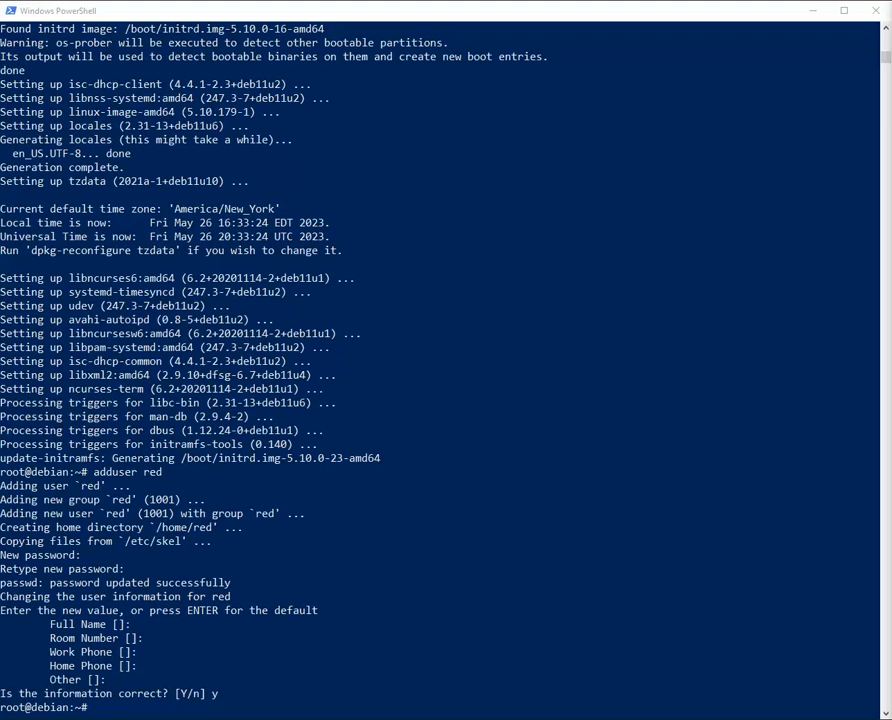 Windows PowerShell
Found initrd image: /boot/initrd.img-5.10.0-16-amd64
Warning: os-prober will be executed to detect other bootable partitions.
Its output will be used to detect bootable binaries on them and create new boot entries.
done
Setting up isc-dhcp-client (4.4.1-2.3+deb11u2) ...
Setting up libnss-systemd:amd64 (247.3-7+deb11u2) ...
Setting up linux-image-amd64 (5.10.179-1) ...
Setting up locales (2.31-13+deb11u6) ...
Generating locales (this might take a while)...
  en_US.UTF-8... done
Generation complete.
Setting up tzdata (2021a-1+deb11u10) ...

Current default time zone: 'America/New_York'
Local time is now:      Fri May 26 16:33:24 EDT 2023.
Universal Time is now:  Fri May 26 20:33:24 UTC 2023.
Run 'dpkg-reconfigure tzdata' if you wish to change it.

Setting up libncurses6:amd64 (6.2+20201114-2+deb11u1) ...
Setting up systemd-timesyncd (247.3-7+deb11u2) ...
Setting up udev (247.3-7+deb11u2) ...
Setting up avahi-autoipd (0.8-5+deb11u2) ...
Setting up libncursesw6:amd64 (6.2+20201114-2+deb11u1) ...
Setting up libpam-systemd:amd64 (247.3-7+deb11u2) ...
Setting up isc-dhcp-common (4.4.1-2.3+deb11u2) ...
Setting up libxml2:amd64 (2.9.10+dfsg-6.7+deb11u4) ...
Setting up ncurses-term (6.2+20201114-2+deb11u1) ...
Processing triggers for libc-bin (2.31-13+deb11u6) ...
Processing triggers for man-db (2.9.4-2) ...
Processing triggers for dbus (1.12.24-0+deb11u1) ...
Processing triggers for initramfs-tools (0.140) ...
update-initramfs: Generating /boot/initrd.img-5.10.0-23-amd64
root@debian:~# adduser red
Adding user `red' ...
Adding new group `red' (1001) ...
Adding new user `red' (1001) with group `red' ...
Creating home directory `/home/red' ...
Copying files from `/etc/skel' ...
New password:
Retype new password:
passwd: password updated successfully
Changing the user information for red
Enter the new value, or press ENTER for the default
        Full Name []:
        Room Number []:
        Work Phone []:
        Home Phone []:
        Other []:
Is the information correct? [Y/n] y
root@debian:~#